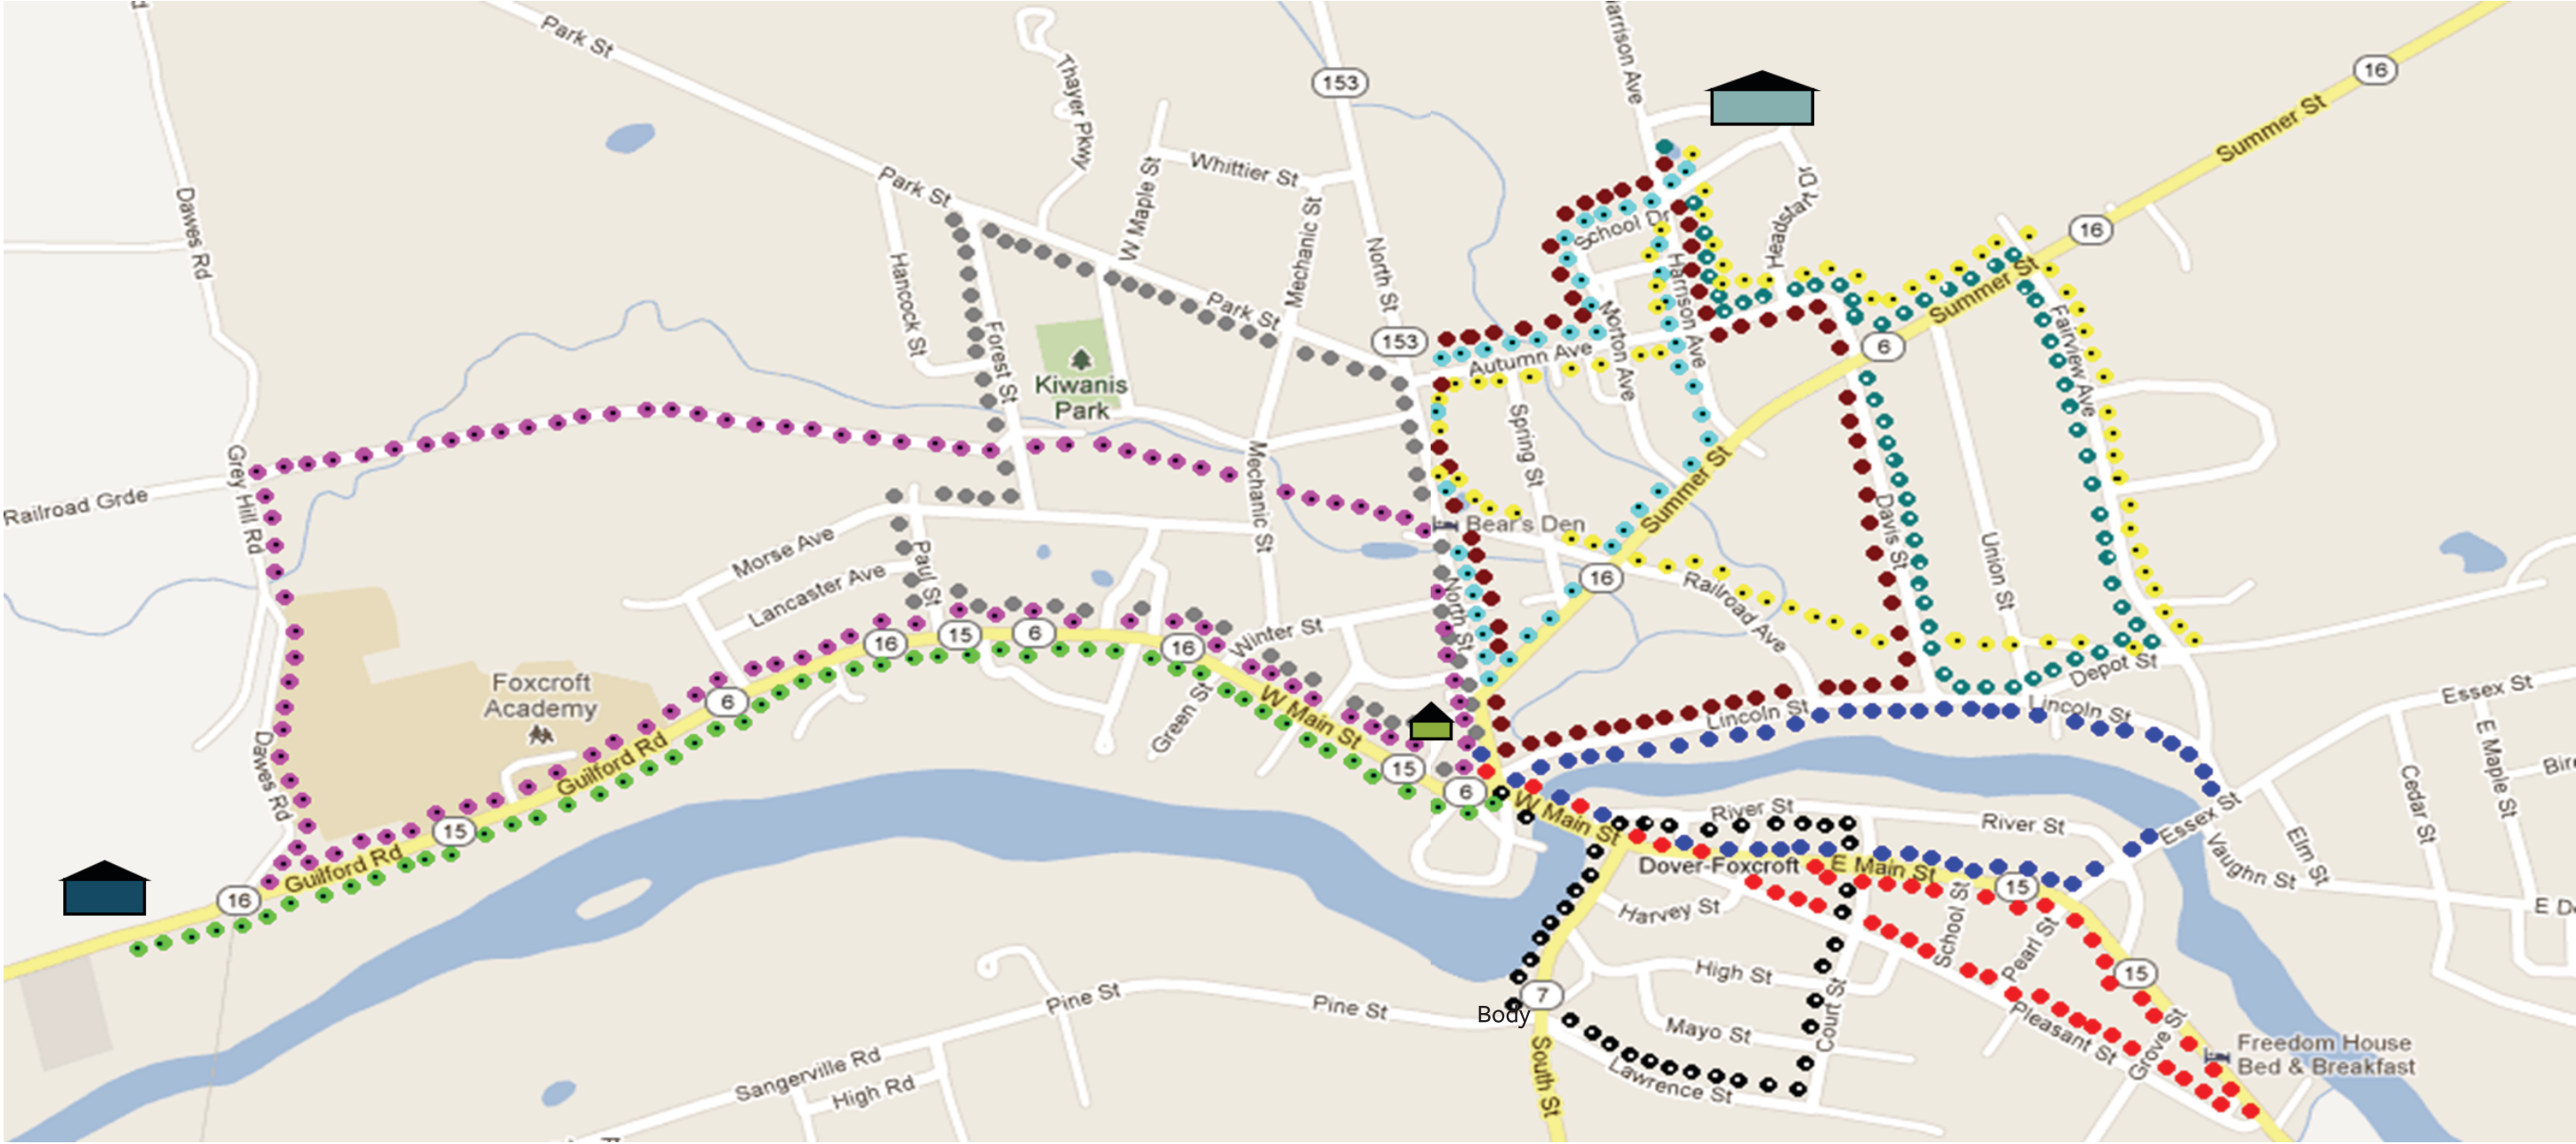 Park St
Thayer Pkwy
153
16
Summer St
Dawes Rd
Park St
W Maple St
Whittier St
Mechanic St
North St
School Dr
Headstart Dr
16
Hancock St
Forest St
Park St
153
Harrison Ave
Morton Ave
Autumn Ave
Summer St
6
Fairview Ave
Kiwanis
Park
Spring St
Summer St
Railroad Grde
Grey Hill Rd
Mechanic St
Bear's Den
Davis St
Union St
Morse Ave
Lancaster Ave
Paul St
16
Railroad Ave
North St
Winter St
16
15
6
16
Depot St
Foxcroft
Academy
6
Green St
W Main St
Lincoln St
Lincoln St
Essex St
E Maple St
Cedar St
Dawes Rd
Guilford Rd
15
15
6
W Main St
River St
River St
Essex St
Vaughn St
Elm St
Guilford Rd
16
Dover-Foxcroft
E Main St
15
Harvey St
School St
Pearl St
High St
15
7
Body
Pine St
Pine St
Mayo St
Court St
Pleasant St
Grove St
Freedom House
Bed & Breakfast
Sangerville Rd
High Rd
South St
Lawrence St